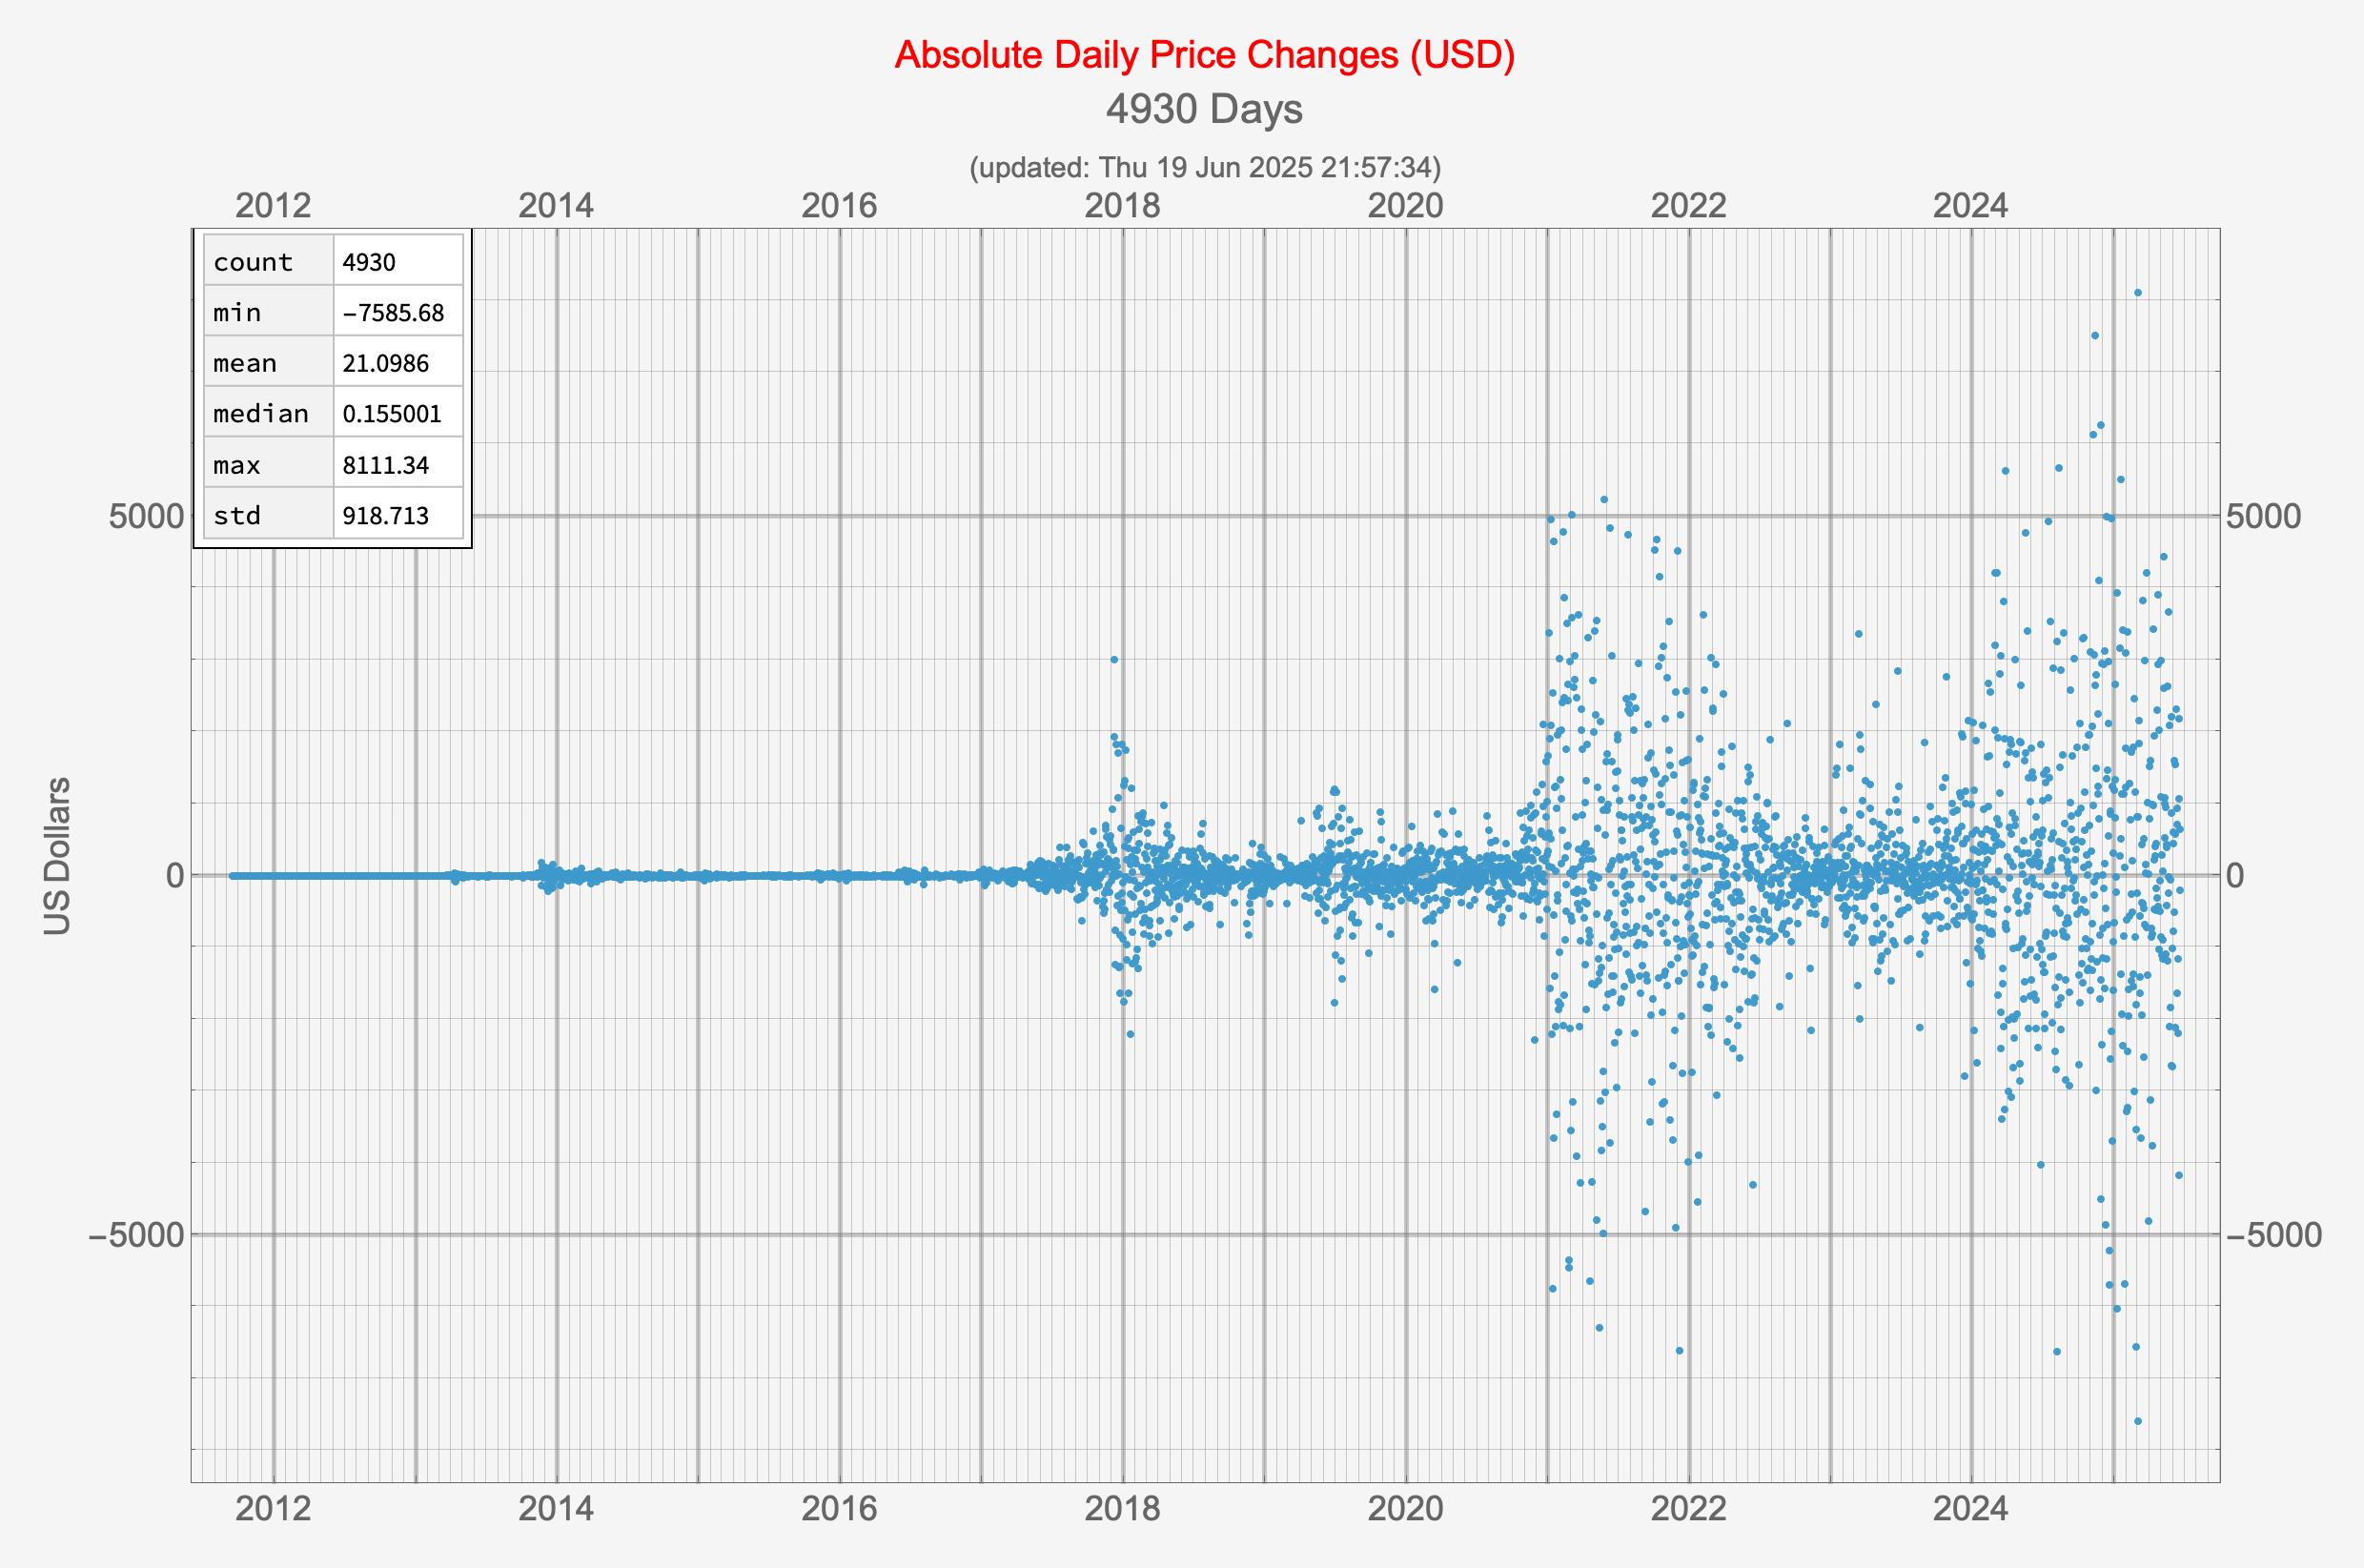 Absolute Daily Price Changes (USD)
4930 Days
(updated: Thu 19 Jun 2025 21:57:34)
2012 2014 2016 2018 2020 2022 2024
count 4930
min −7585.68
mean 21.0986
median 0.155001
max 8111.34
std 918.713
5000 5000
US Dollars
0 0
−5000 −5000
2012 2014 2016 2018 2020 2022 2024